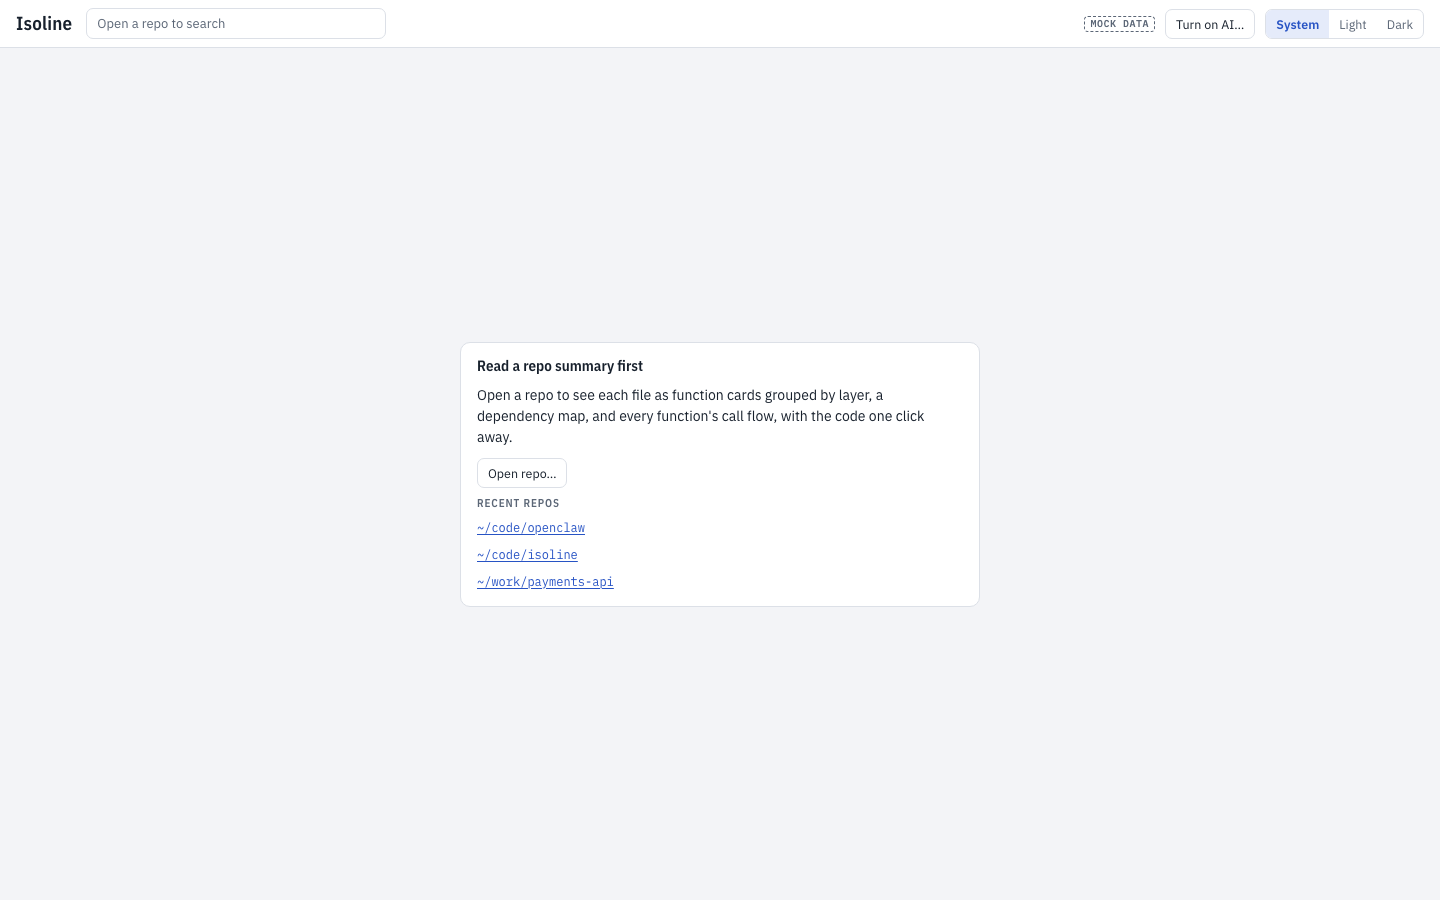 Isoline
Open a repo to search
MOCK DATA
Turn on AI...
System
Light
Dark
Read a repo summary first
Open a repo to see each file as function cards grouped by layer, a
dependency map, and every function's call flow, with the code one click
away.
Open repo...
RECENT REPOS
~/code/openclaw
~/code/isoline
~/work/payments-api